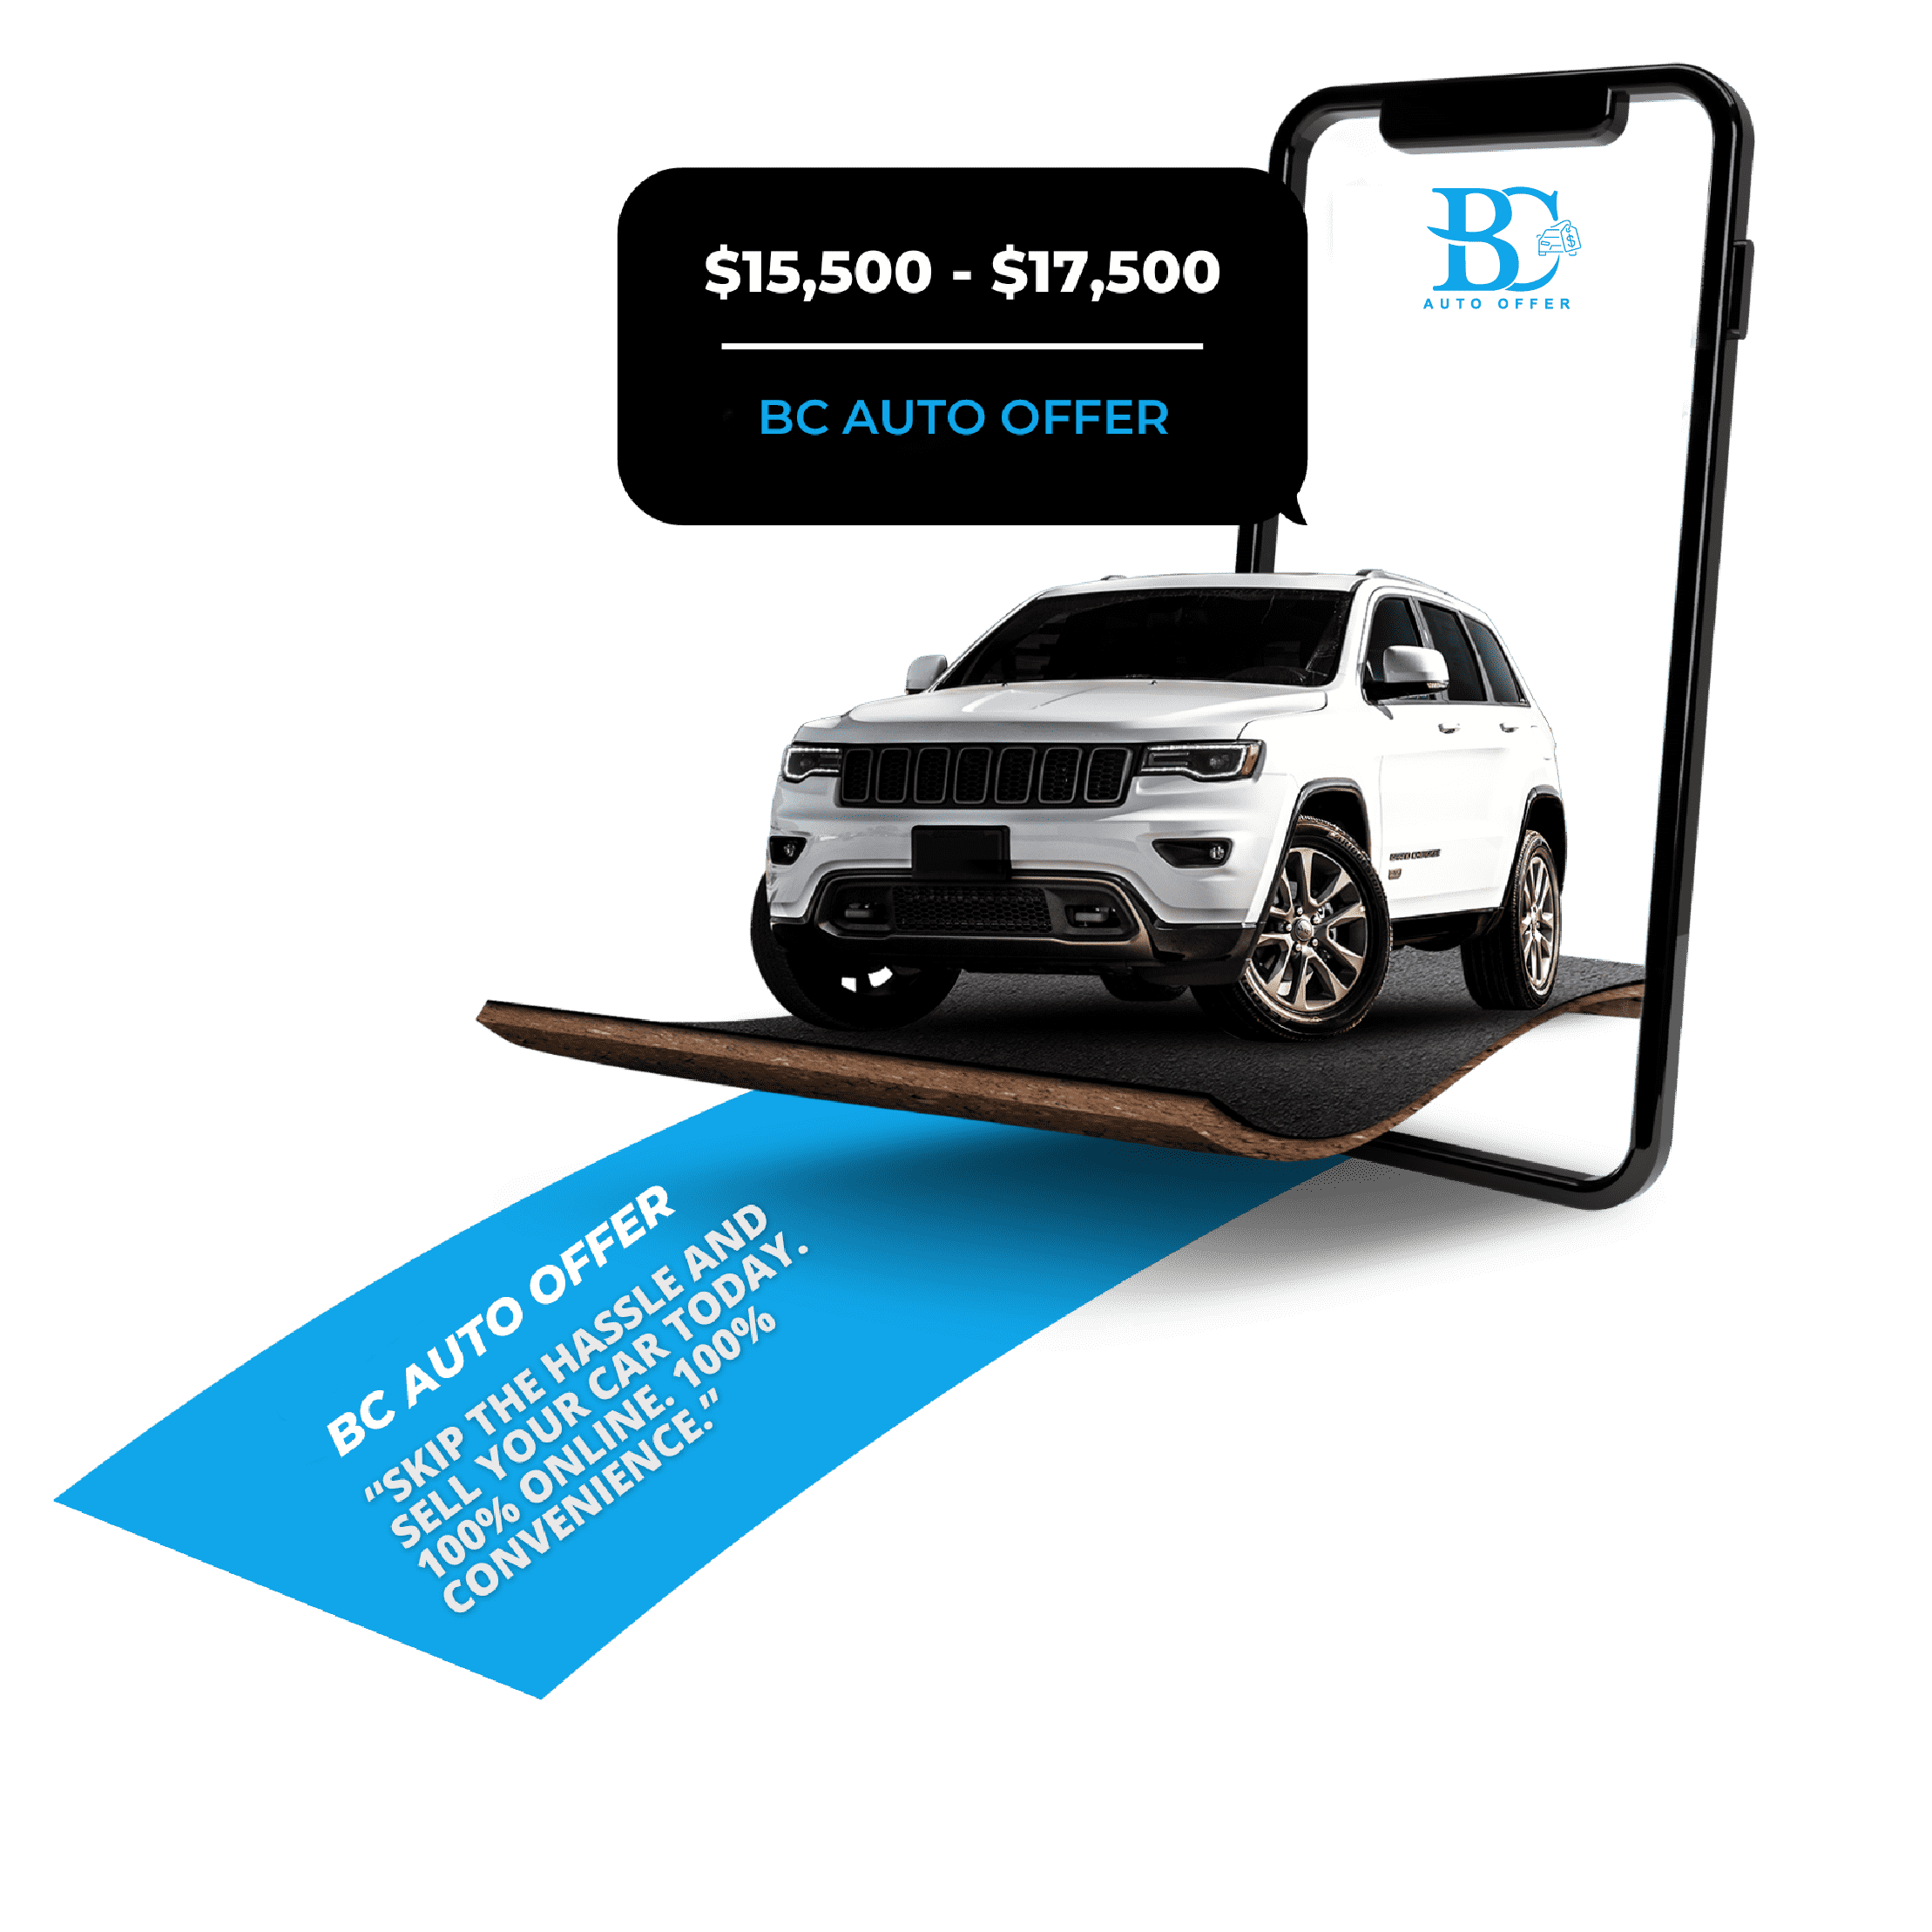 $15,500 - $17,500
BC AUTO OFFER
BC
AUTO OFFER
$
BC AUTO OFFER
“SKIP THE HASSLE AND
SELL YOUR CAR TODAY.
100% ONLINE. 100%
CONVENIENCE.”